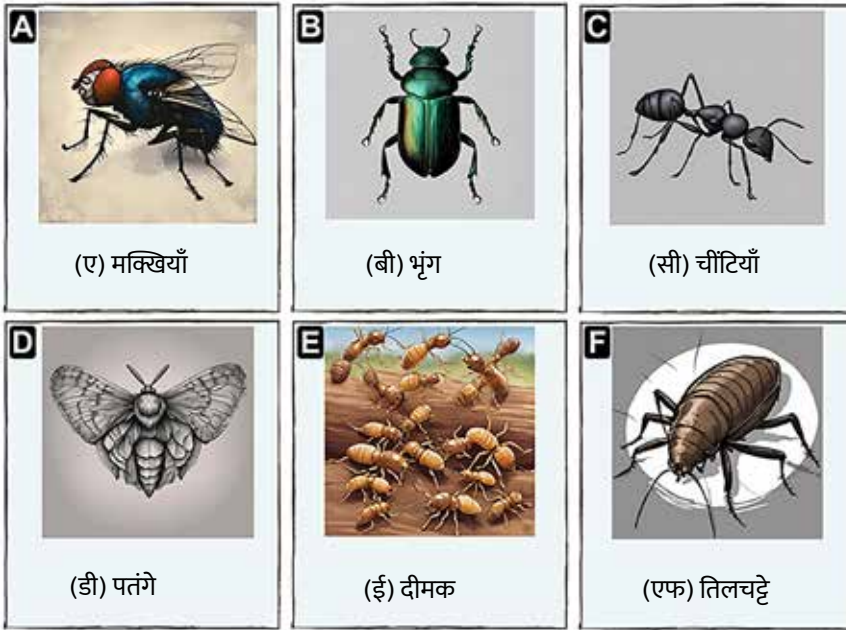 A
B
C
(ए) मक्खियाँ
(बी) भृंग
(सी) चींटियाँ
D
E
F
(डी) पतंगे
(ई) दीमक
(एफ) तिलचट्टे